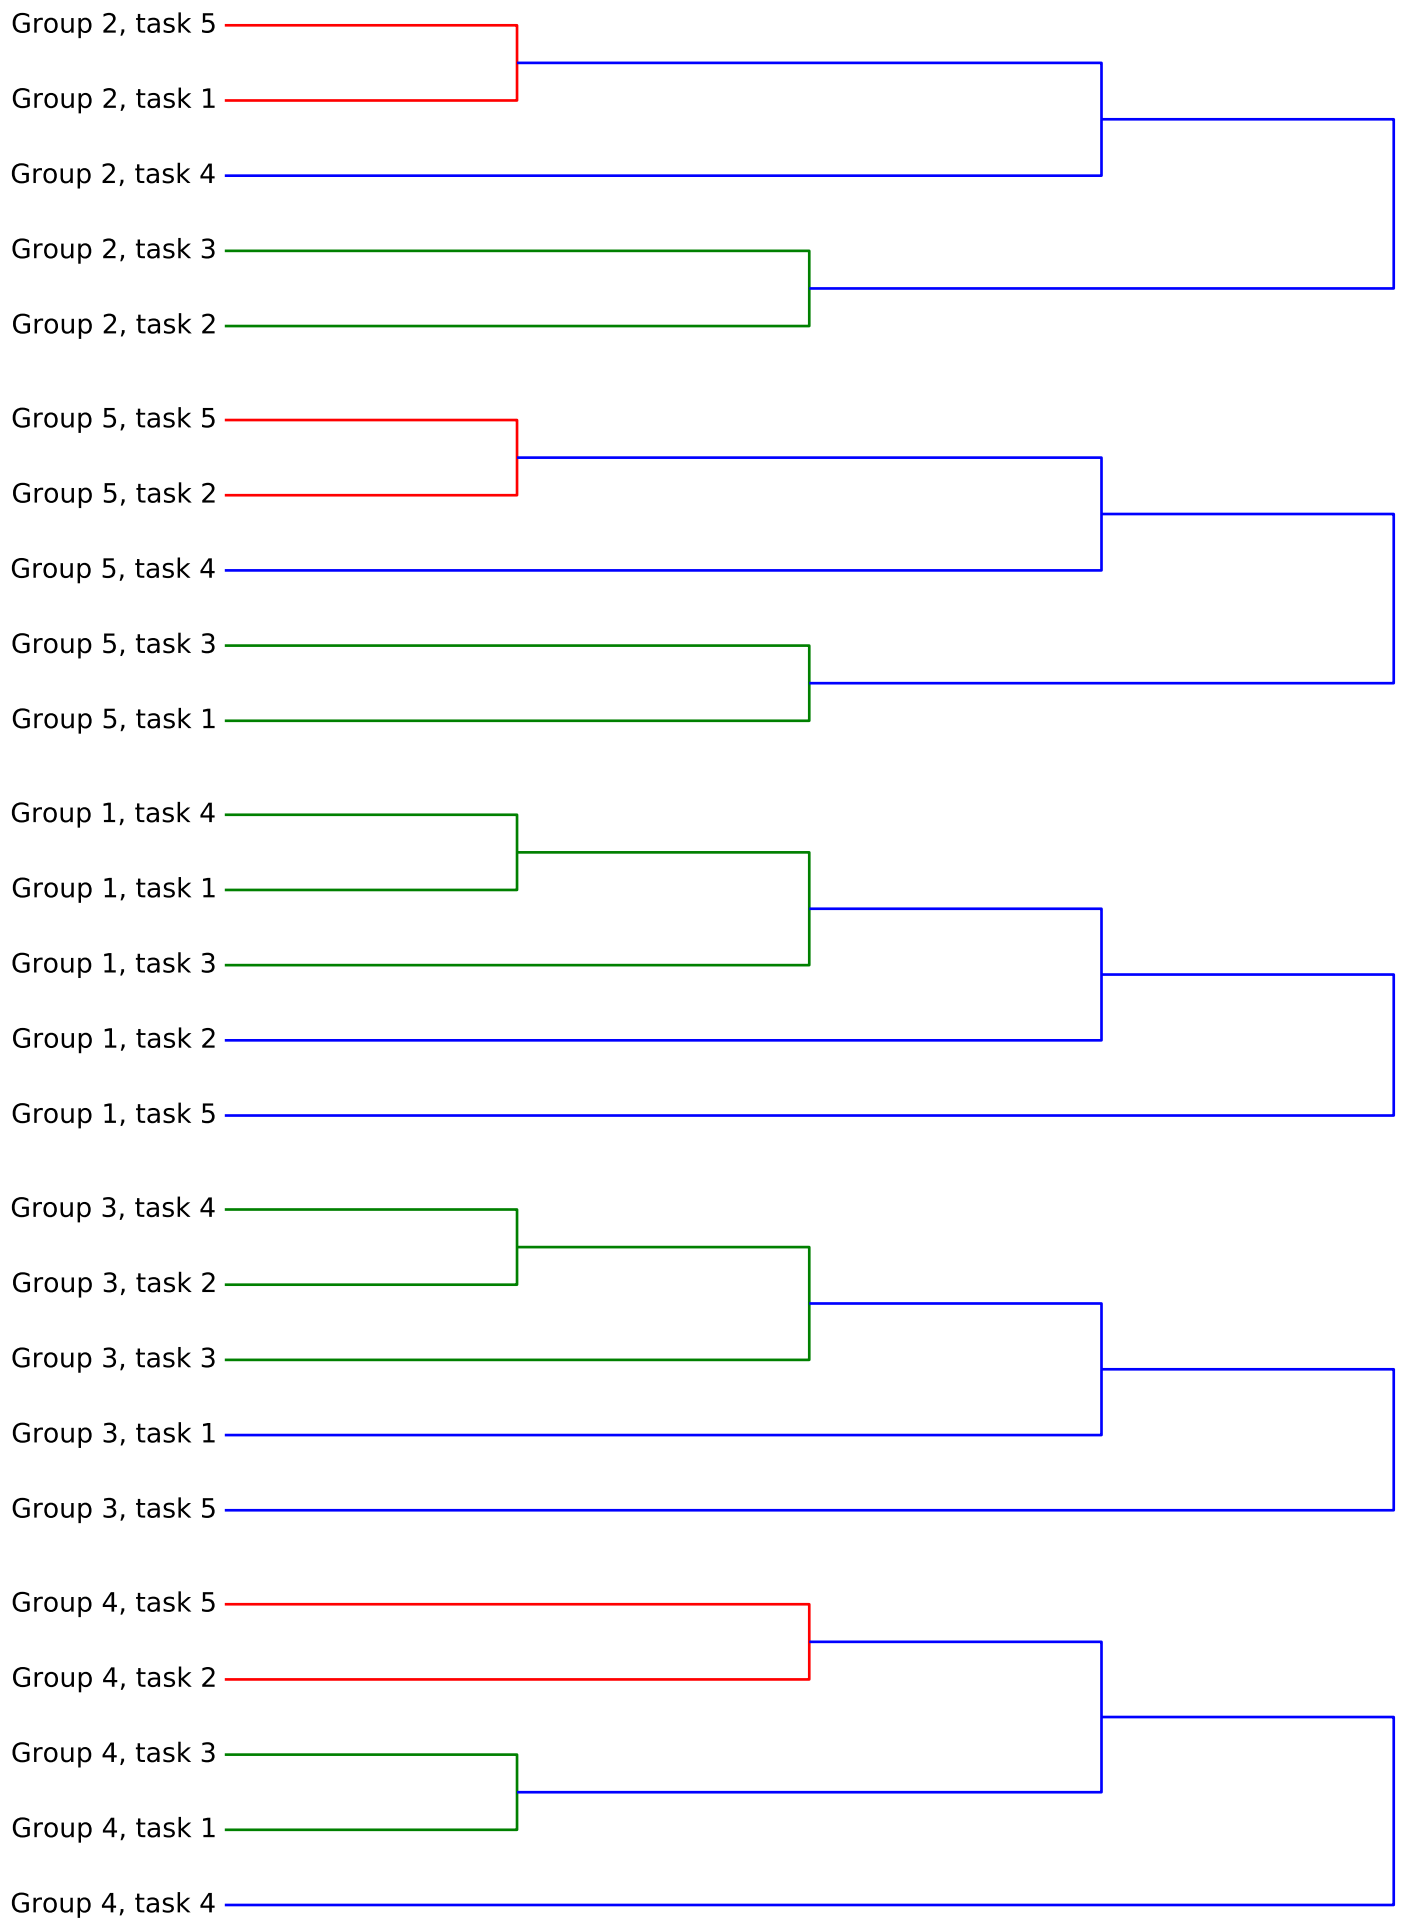 Group 2, task 5
Group 2, task 1
Group 2, task 4
Group 2, task 3
Group 2, task 2
Group 5, task 5
Group 5, task 2
Group 5, task 4
Group 5, task 3
Group 5, task 1
Group 1, task 4
Group 1, task 1
Group 1, task 3
Group 1, task 2
Group 1, task 5
Group 3, task 4
Group 3, task 2
Group 3, task 3
Group 3, task 1
Group 3, task 5
Group 4, task 5
Group 4, task 2
Group 4, task 3
Group 4, task 1
Group 4, task 4